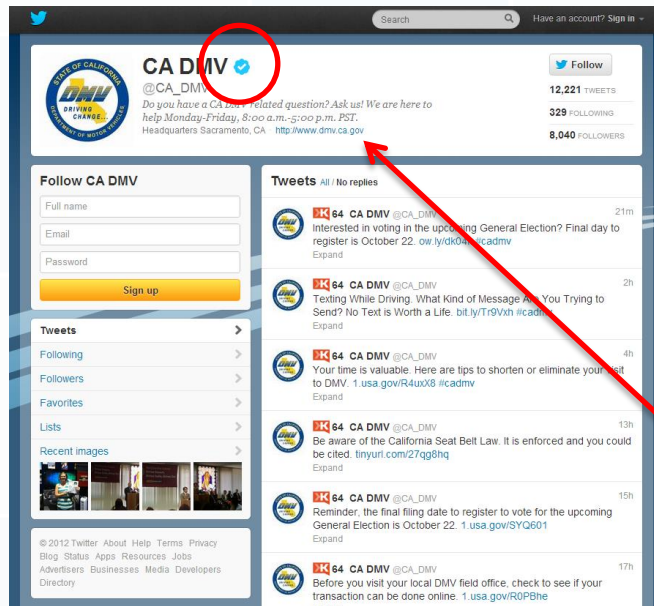 Search
Have an account? Sign in
STATE OF CALIFORNIA
DMV
DRIVING
CHANGE...
DEPARTMENT OF MOTOR VEHICLES
CA DMV
@CA_DMV
Do you have a CA DMV related question? Ask us! We are here to
help Monday-Friday, 8:00 a.m.-5:00 p.m. PST.
Headquarters Sacramento, CA http://www.dmv.ca.gov
Follow
12,221 TWEETS
329 FOLLOWING
8,040 FOLLOWERS
Follow CA DMV
Full name
Email
Password
Sign up
Tweets
Following
Followers
Favorites
Lists
Recent images
© 2012 Twitter About Help Terms Privacy
Blog Status Apps Resources Jobs
Advertisers Businesses Media Developers
Directory
Tweets All / No replies
64 CA DMV @CA_DMV 21m
Interested in voting in the upcoming General Election? Final day to
register is October 22. #cadmv
Expand
64 CA DMV @CA_DMV 2h
Texting While Driving. What Kind of Message Are You Trying to
Send? No Text is Worth a Life. bit.ly/Tr9Vxh #cadmv
Expand
64 CA DMV @CA_DMV 4h
Your time is valuable. Here are tips to shorten or eliminate your visit
to DMV. 1.usa.gov/R4uxX8 #cadmv
Expand
64 CA DMV @CA_DMV 13h
Be aware of the California Seat Belt Law. It is enforced and you could
be cited. tinyurl.com/27qg8hq
Expand
64 CA DMV @CA_DMV 15h
Reminder, the final filing date to register to vote for the upcoming
General Election is October 22. 1.usa.gov/SYQ601
Expand
64 CA DMV @CA_DMV 17h
Before you visit your local DMV field office, check to see if your
transaction can be done online. 1.usa.gov/R0PBhe